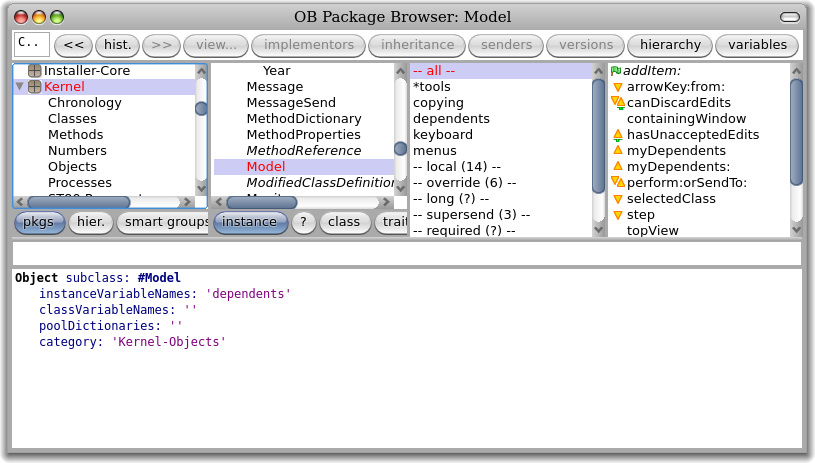 OB Package Browser: Model
C..
<<
hist.
>>
view...
implementors
inheritance
senders
versions
hierarchy
variables
Installer-Core
Kernel
Chronology
Classes
Methods
Numbers
Objects
Processes
Year
Message
MessageSend
MethodDictionary
MethodProperties
MethodReference
Model
ModifiedClassDefinition
-- all --
*tools
copying
dependents
keyboard
menus
-- local (14) --
-- override (6) --
-- long (?) --
-- supersend (3) --
-- required (?) --
addItem:
arrowKey:from:
canDiscardEdits
containingWindow
hasUnacceptedEdits
myDependents
myDependents:
perform:orSendTo:
selectedClass
step
topView
pkgs
hier.
smart groups
instance
?
class
trait
Object subclass: #Model
instanceVariableNames: 'dependents'
classVariableNames: ''
poolDictionaries: ''
category: 'Kernel-Objects'